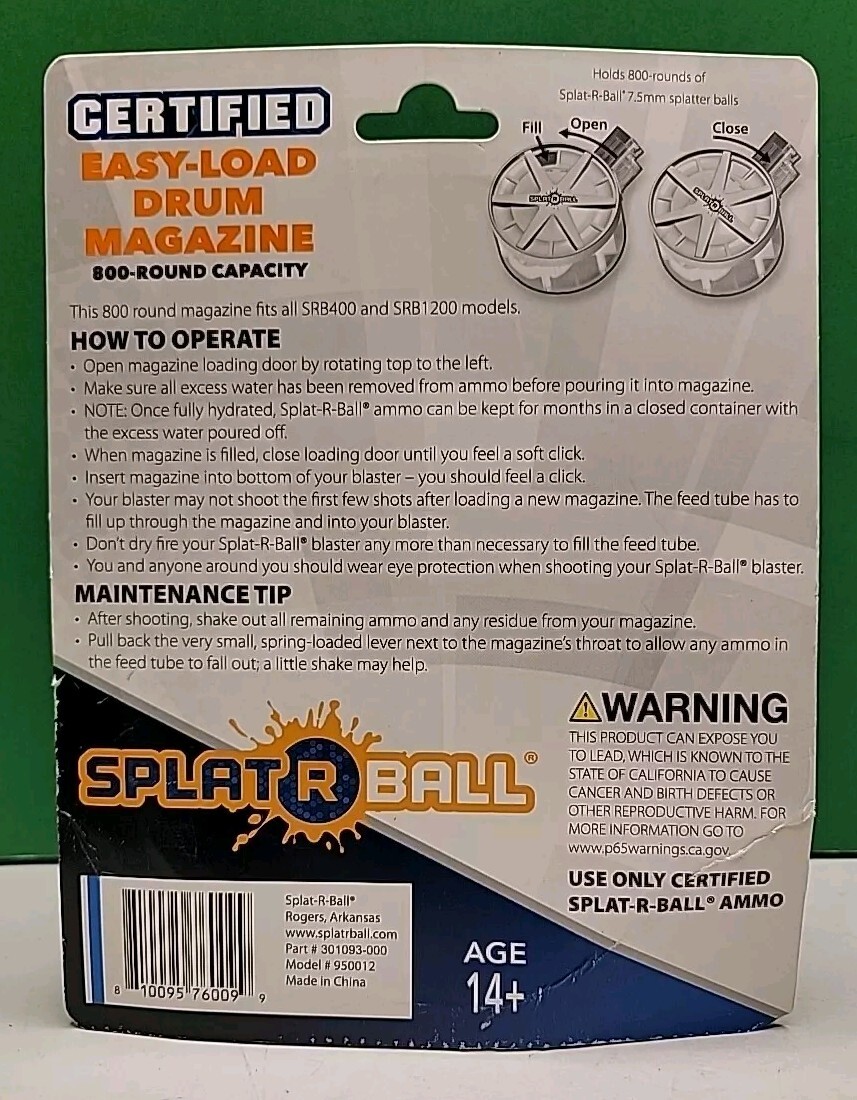 CERTIFIED
EASY-LOAD
DRUM
MAGAZINE
800-ROUND CAPACITY
Holds 800-rounds of
Splat-R-Ball® 7.5mm splatter balls
Fill
Open
Close
SPLAT R BALL
SPLAT R BALL
This 800 round magazine fits all SRB400 and SRB1200 models.
HOW TO OPERATE
• Open magazine loading door by rotating top to the left.
• Make sure all excess water has been removed from ammo before pouring it into magazine.
• NOTE: Once fully hydrated, Splat-R-Ball® ammo can be kept for months in a closed container with
the excess water poured off.
• When magazine is filled, close loading door until you feel a soft click.
• Insert magazine into bottom of your blaster – you should feel a click.
• Your blaster may not shoot the first few shots after loading a new magazine. The feed tube has to
fill up through the magazine and into your blaster.
• Don't dry fire your Splat-R-Ball® blaster any more than necessary to fill the feed tube.
• You and anyone around you should wear eye protection when shooting your Splat-R-Ball® blaster.
MAINTENANCE TIP
• After shooting, shake out all remaining ammo and any residue from your magazine.
• Pull back the very small, spring-loaded lever next to the magazine's throat to allow any ammo in
the feed tube to fall out; a little shake may help.
SPLAT R BALL®
WARNING
THIS PRODUCT CAN EXPOSE YOU
TO LEAD, WHICH IS KNOWN TO THE
STATE OF CALIFORNIA TO CAUSE
CANCER AND BIRTH DEFECTS OR
OTHER REPRODUCTIVE HARM. FOR
MORE INFORMATION GO TO
www.p65warnings.ca.gov.
USE ONLY CERTIFIED
SPLAT-R-BALL® AMMO
Splat-R-Ball®
Rogers, Arkansas
www.splatrball.com
Part # 301093-000
Model # 950012
Made in China
8 10095 76009 9
AGE
14+